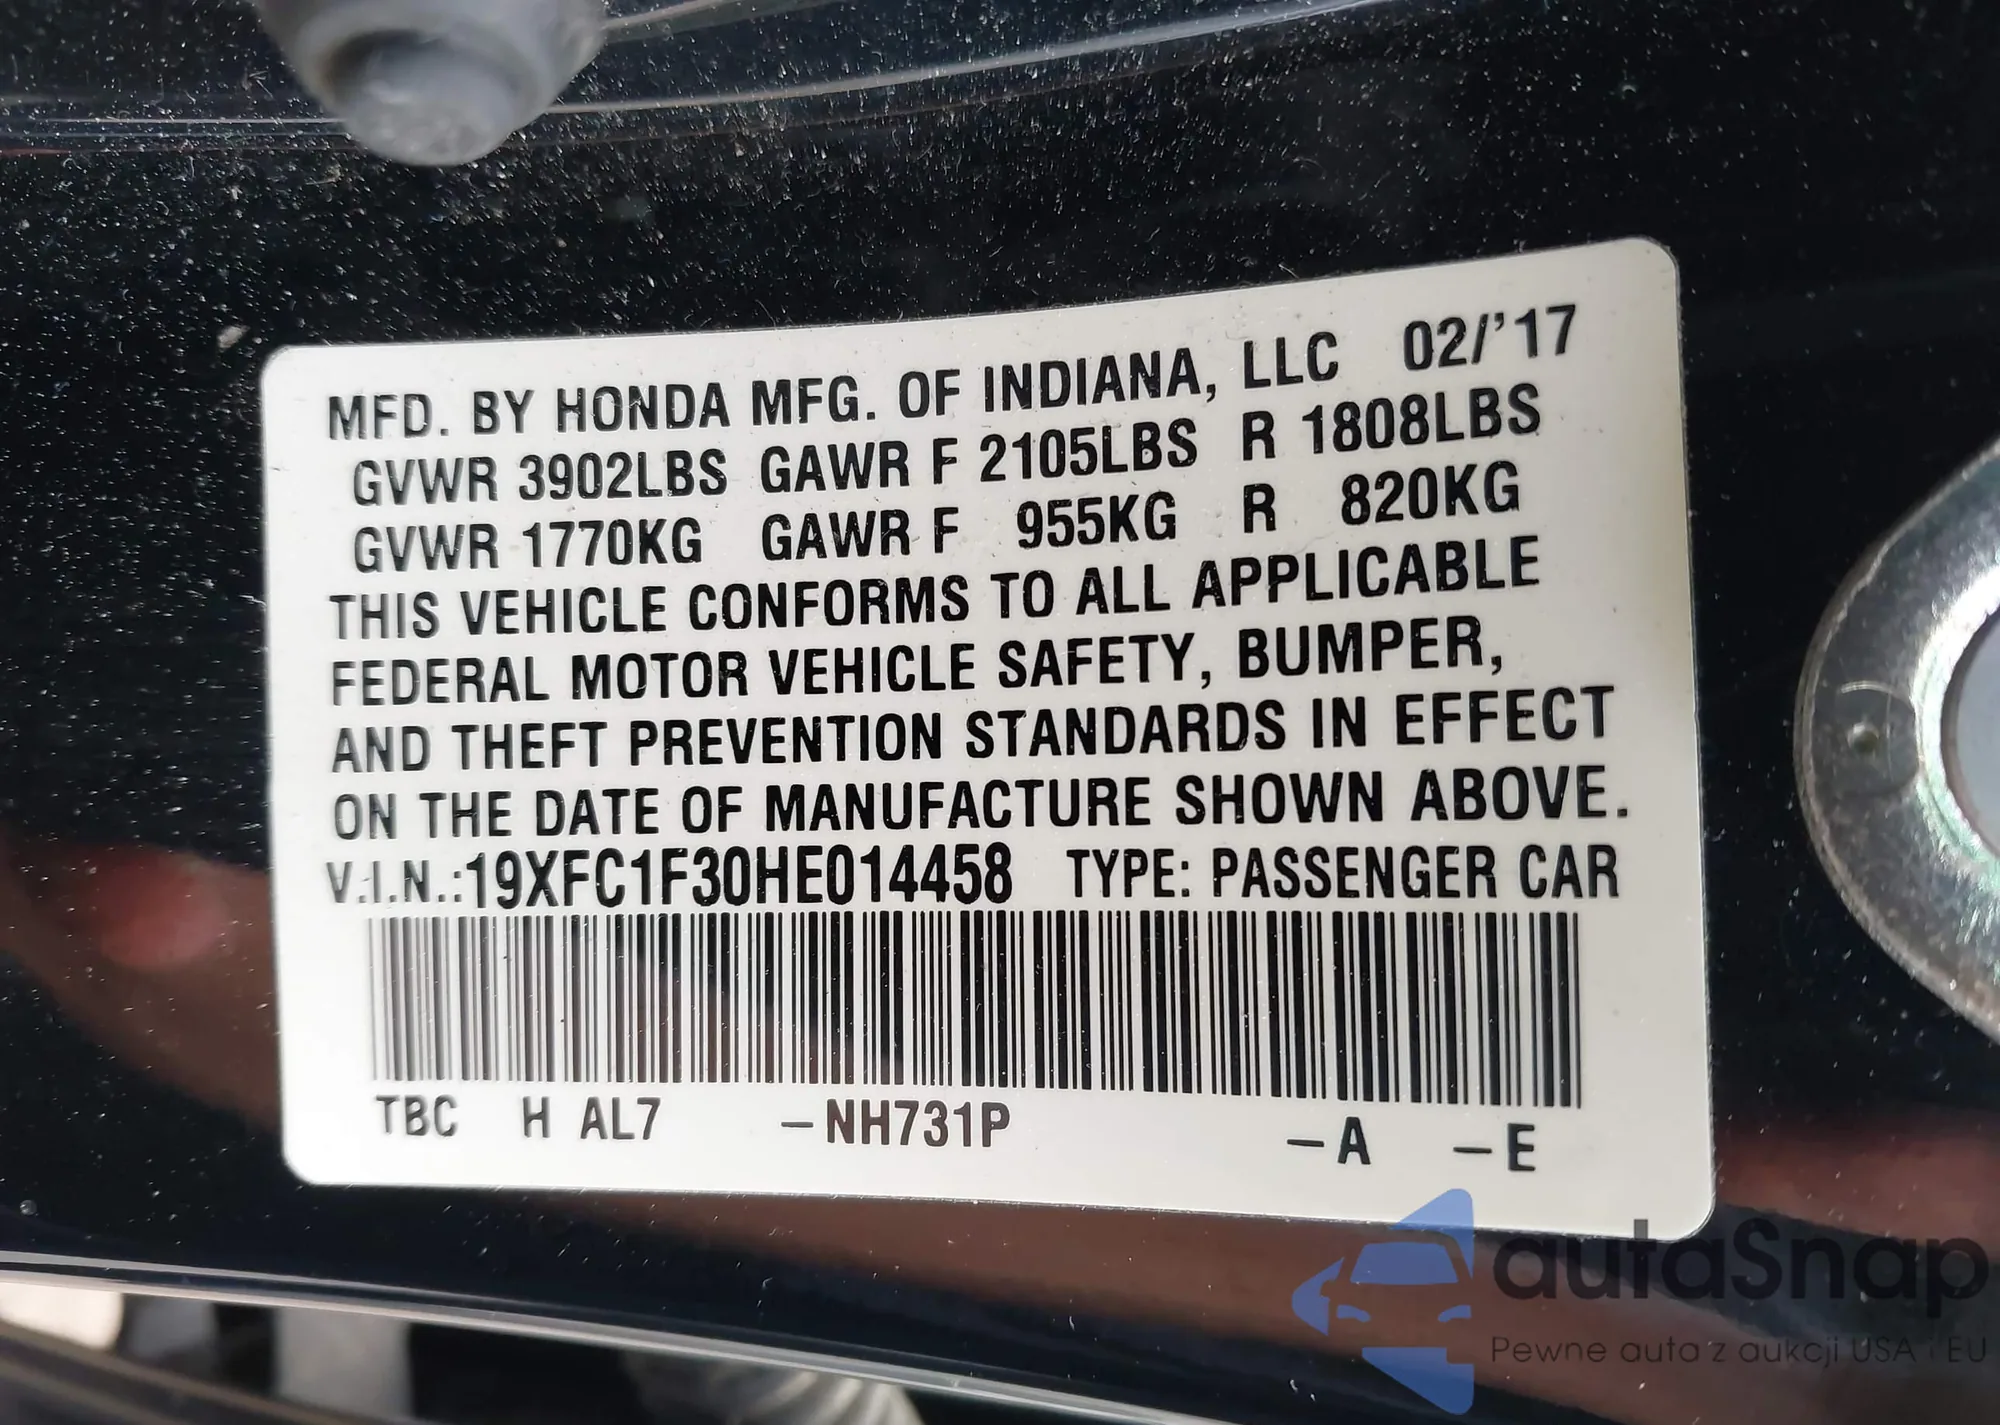 MFD. BY HONDA MFG. OF INDIANA, LLC 02/'17
GVWR 3902LBS GAWR F 2105LBS R 1808LBS
GVWR 1770KG GAWR F 955KG R 820KG
THIS VEHICLE CONFORMS TO ALL APPLICABLE
FEDERAL MOTOR VEHICLE SAFETY, BUMPER,
AND THEFT PREVENTION STANDARDS IN EFFECT
ON THE DATE OF MANUFACTURE SHOWN ABOVE.
V.I.N.:19XFC1F30HE014458 TYPE: PASSENGER CAR
TBC H AL7 –NH731P –A –E
autaSnap
Pewne auta z aukcji USA i EU